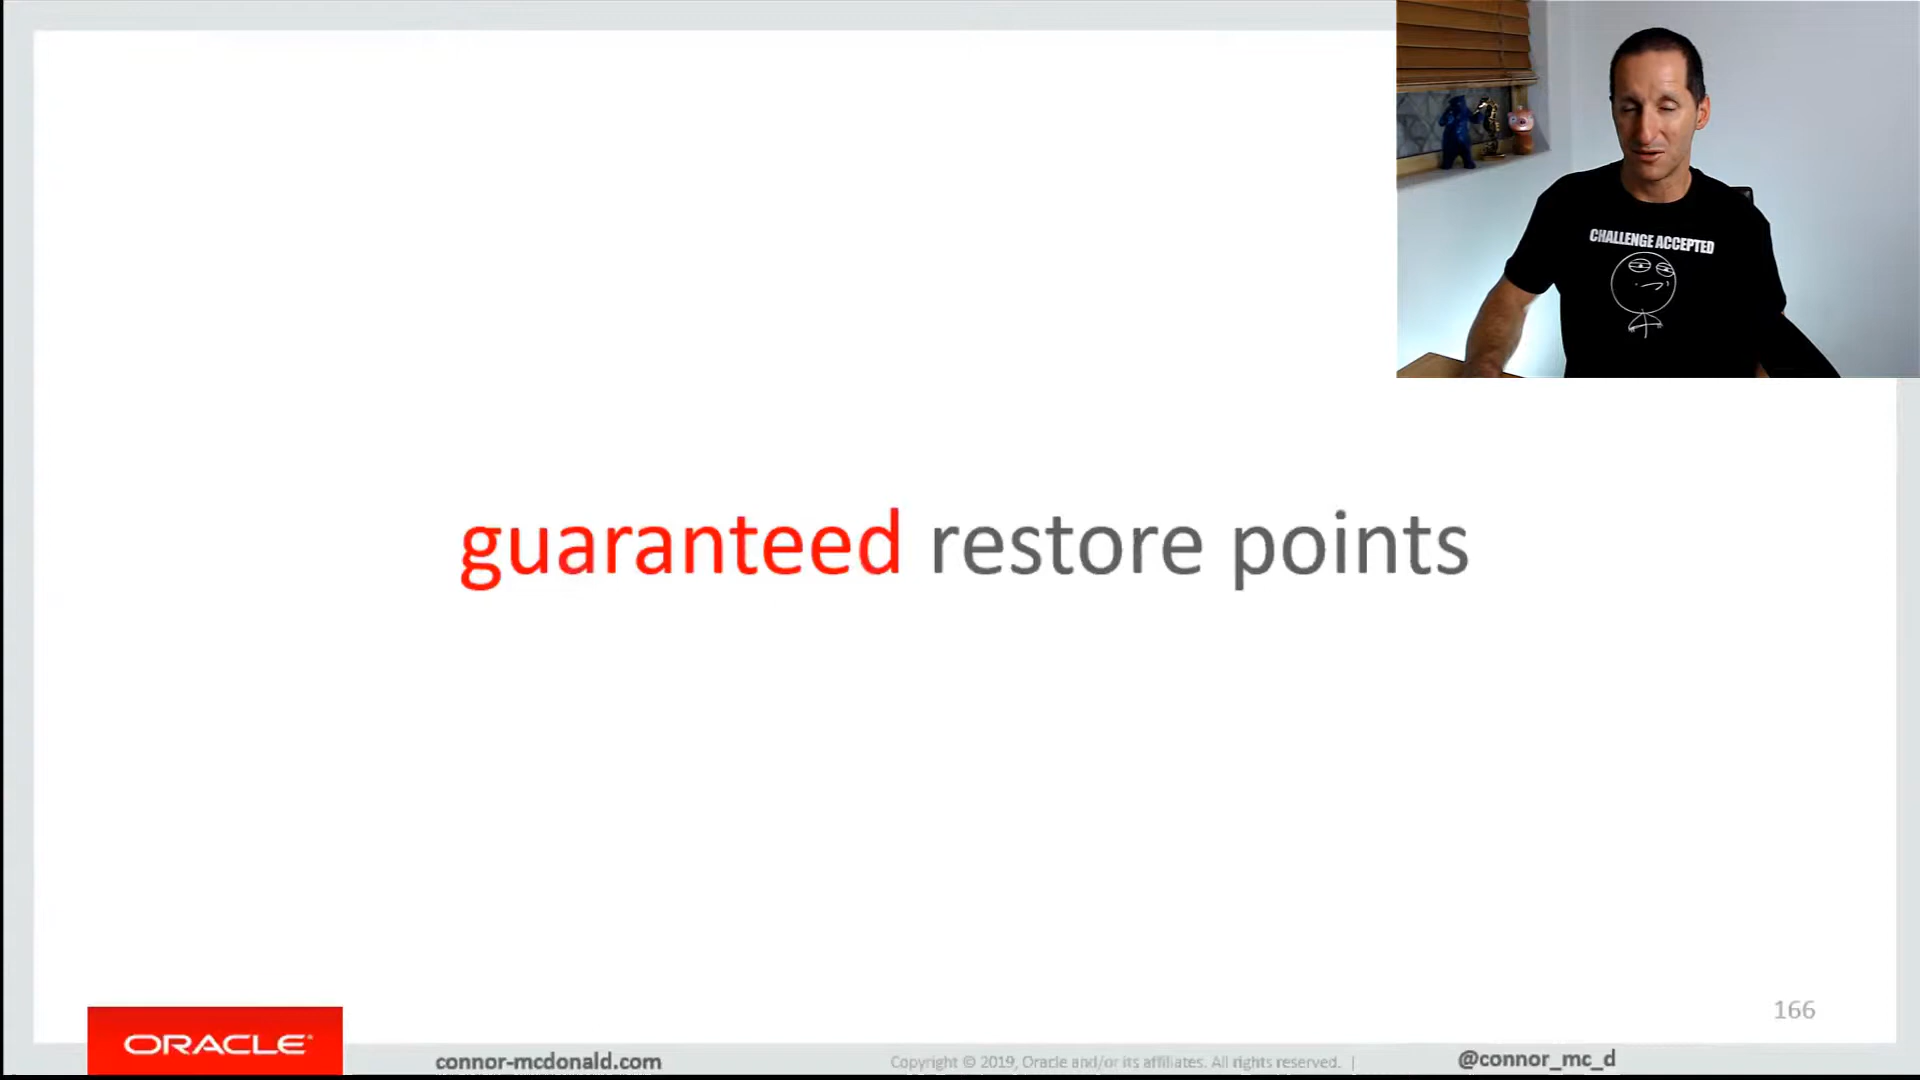 CHALLENGE ACCEPTED
guaranteed restore points
166
ORACLE
connor-mcdonald.com
Copyright © 2019, Oracle and/or its affiliates. All rights reserved. |
@connor_mc_d